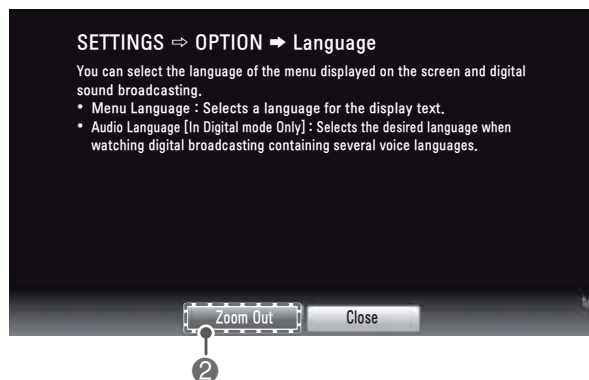 SETTINGS ⇨ OPTION ➡ Language
You can select the language of the menu displayed on the screen and digital
sound broadcasting.
• Menu Language : Selects a language for the display text.
• Audio Language [In Digital mode Only] : Selects the desired language when
watching digital broadcasting containing several voice languages.
Zoom Out
Close
2